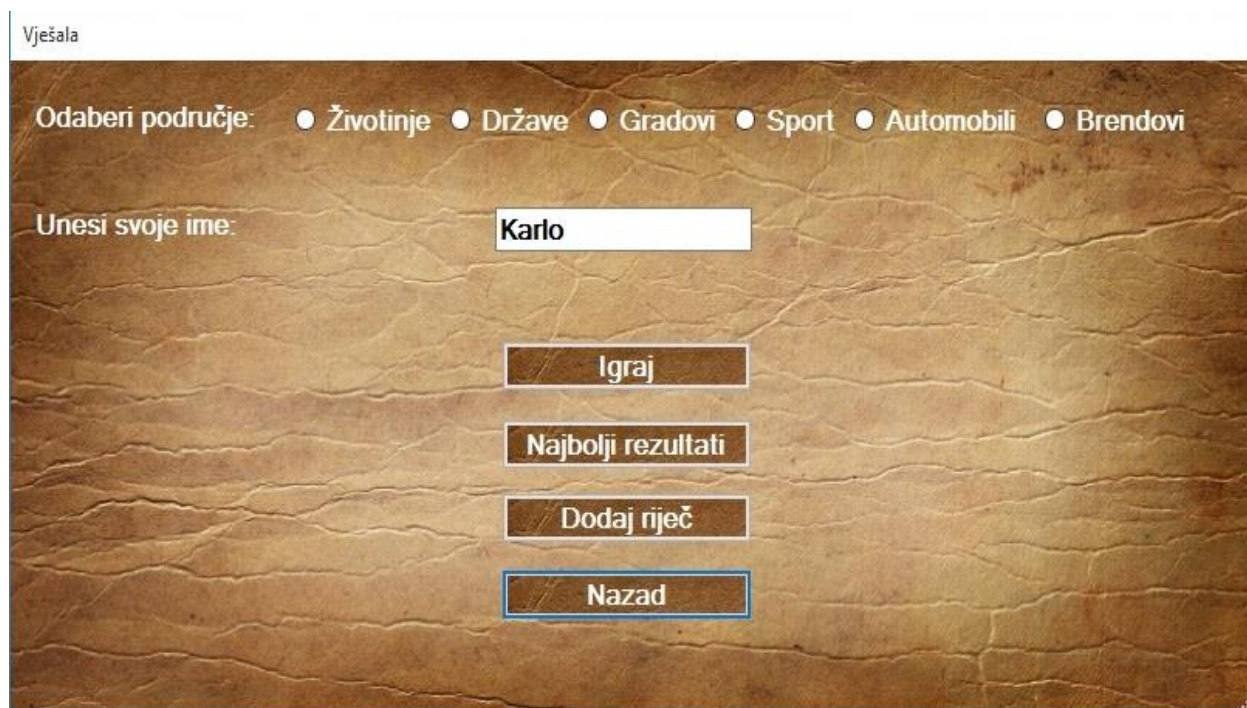 Vješala
Odaberi područje: Životinje Države Gradovi Sport Automobili Brendovi
Unesi svoje ime: Karlo
Igraj
Najbolji rezultati
Dodaj riječ
Nazad